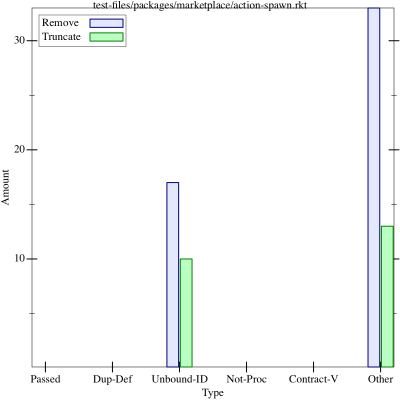 test-files/packages/marketplace/action-spawn.rkt
Remove
Truncate
30
20
10
Amount
Passed Dup-Def Unbound-ID Not-Proc Contract-V Other
Type